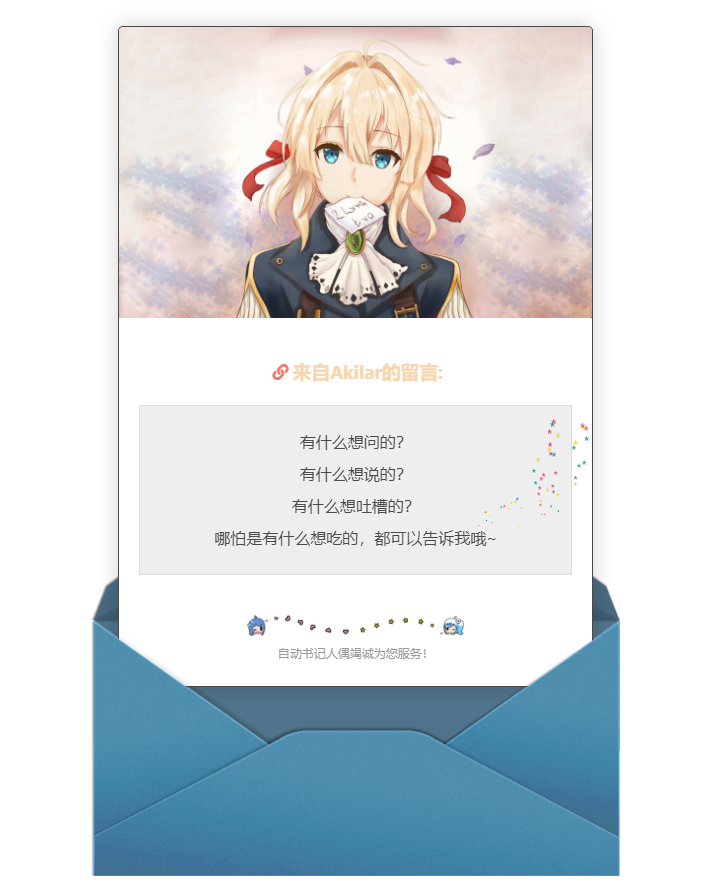 来自Akilar的留言:
有什么想问的?
有什么想说的?
有什么想吐槽的?
哪怕是有什么想吃的，都可以告诉我哦~
自动书记人偶竭诚为您服务!